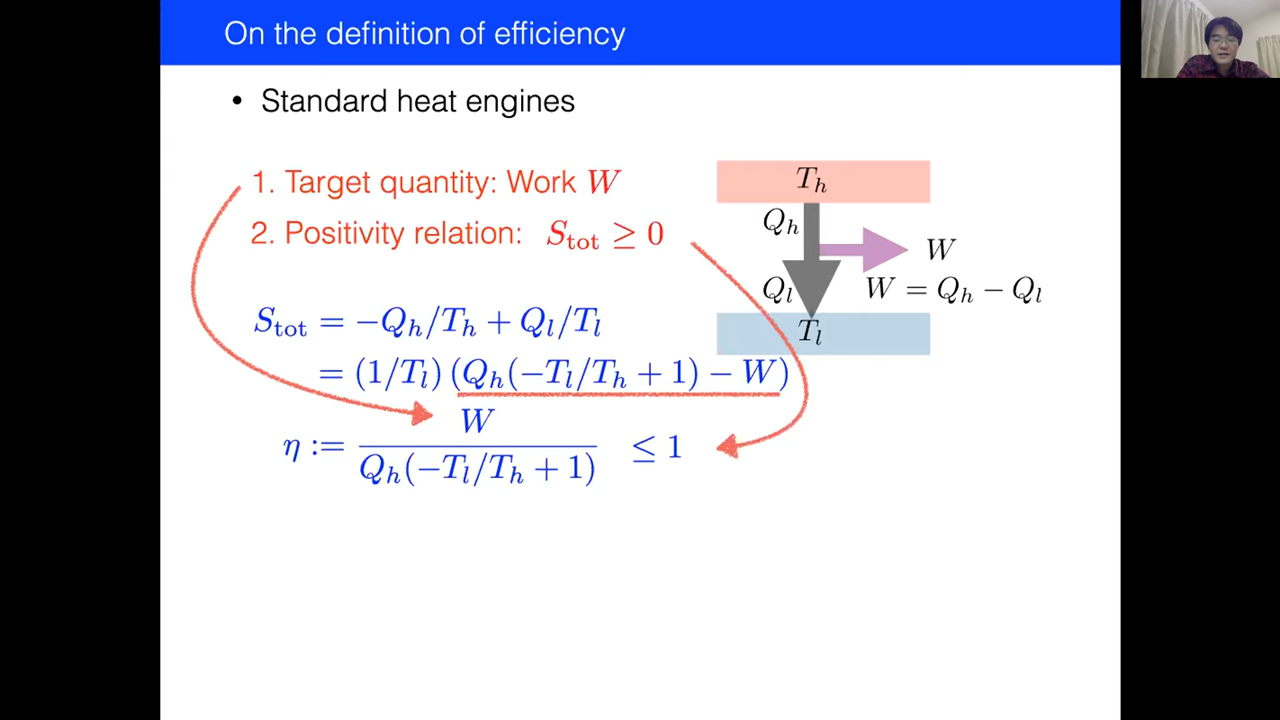 On the definition of efficiency
• Standard heat engines
1. Target quantity: Work W
2. Positivity relation: S_tot ≥ 0
T_h
Q_h
W
Q_l
W = Q_h − Q_l
T_l
S_tot = −Q_h/T_h + Q_l/T_l
= (1/T_l) (Q_h(−T_l/T_h + 1) − W)
W
η := ≤ 1
Q_h(−T_l/T_h + 1)